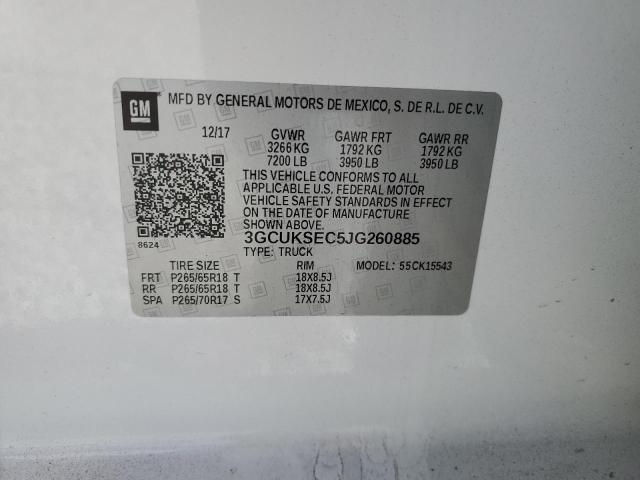 GM
MFD BY GENERAL MOTORS DE MEXICO, S. DE R.L. DE C.V.
12/17 GVWR GAWR FRT GAWR RR
3266 KG 1792 KG 1792 KG
7200 LB 3950 LB 3950 LB
THIS VEHICLE CONFORMS TO ALL
APPLICABLE U.S. FEDERAL MOTOR
VEHICLE SAFETY STANDARDS IN EFFECT
ON THE DATE OF MANUFACTURE
SHOWN ABOVE.
8624 3GCUKSEC5JG260885
TYPE: TRUCK
TIRE SIZE RIM MODEL: 55CK15543
FRT P265/65R18 T 18X8.5J
RR P265/65R18 T 18X8.5J
SPA P265/70R17 S 17X7.5J